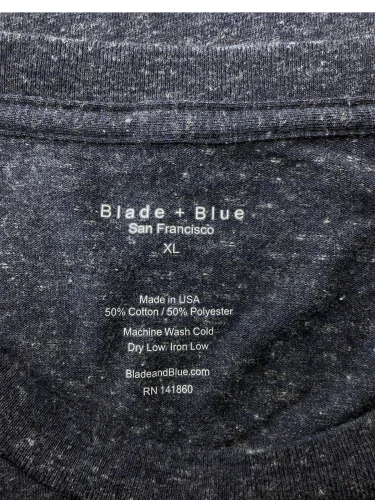 Blade + Blue
San Francisco
XL
Made in USA
50% Cotton / 50% Polyester
Machine Wash Cold
Dry Low. Iron Low
BladeandBlue.com
RN 141860